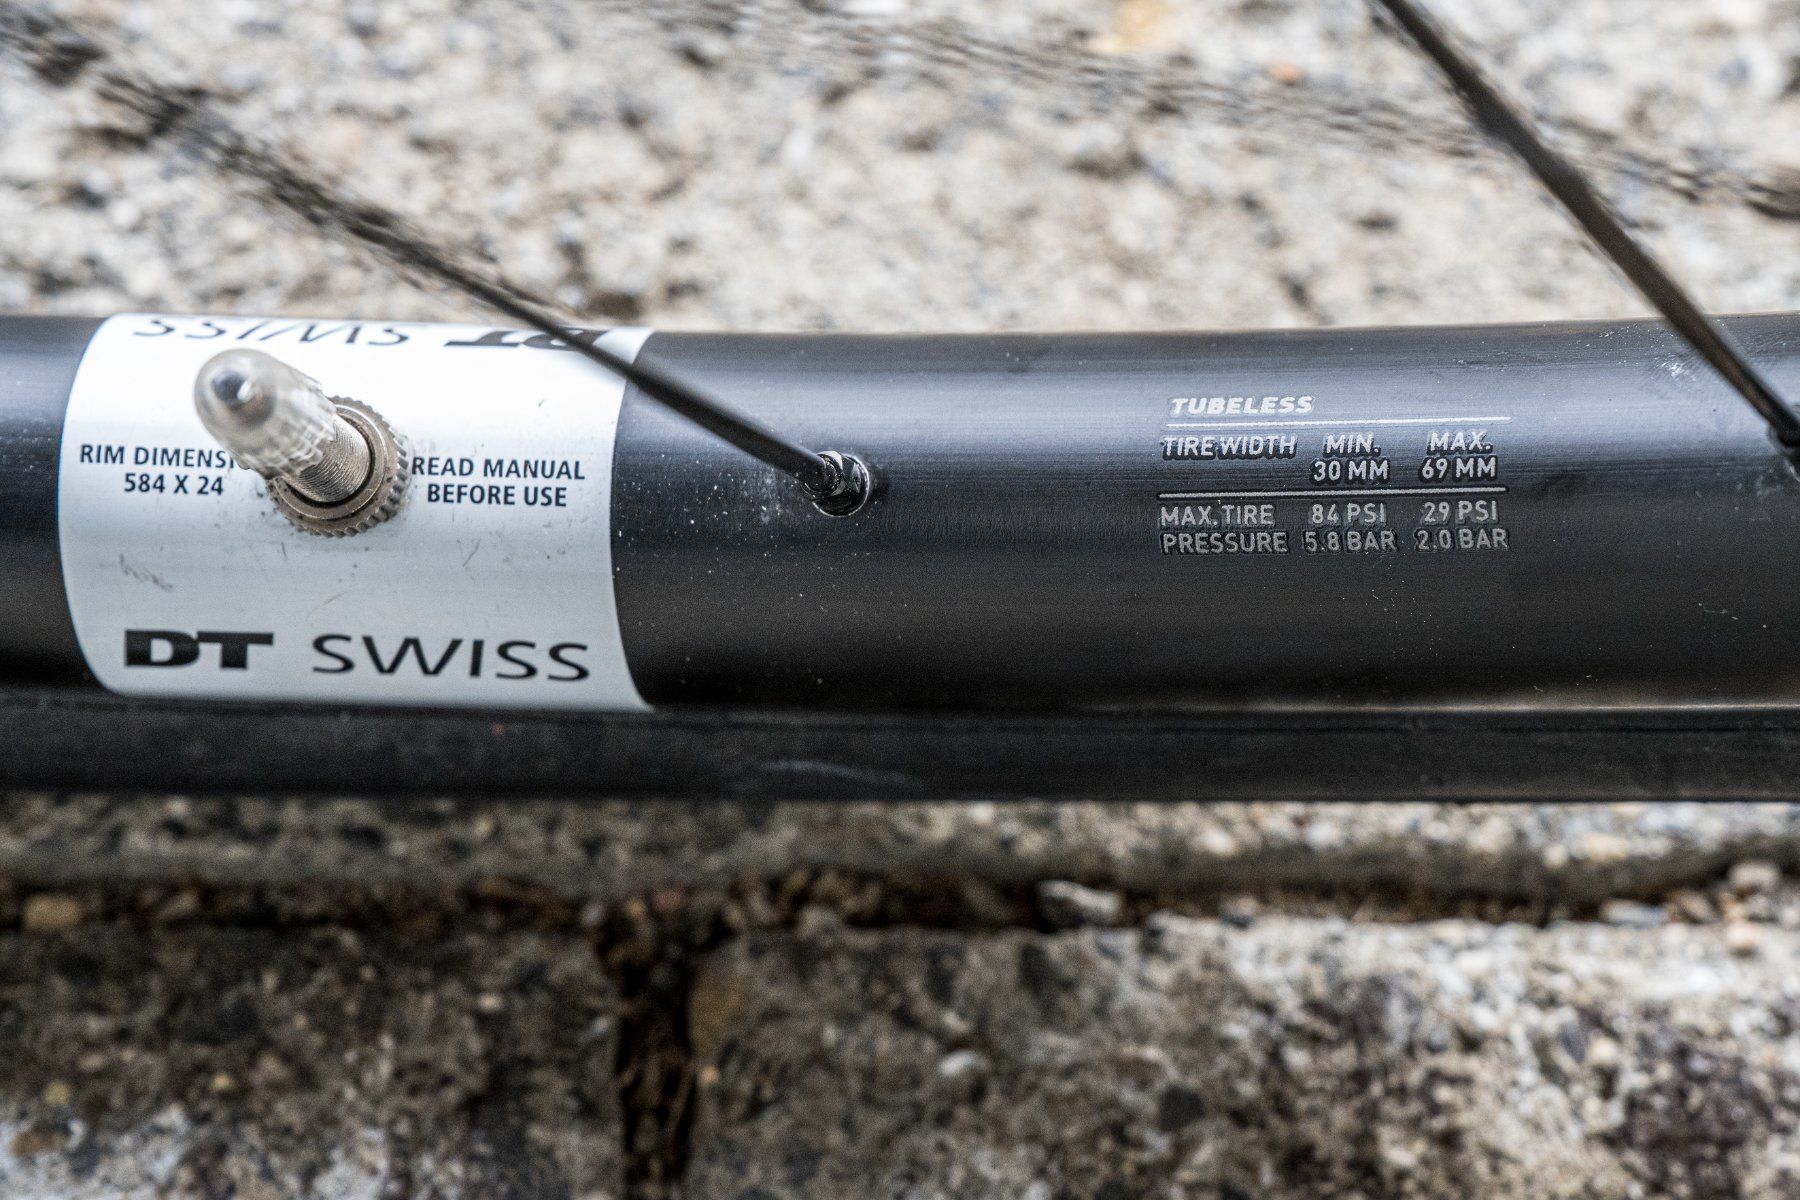 DT SWISS
RIM DIMENSI
584 X 24
READ MANUAL
BEFORE USE
DT SWISS
TUBELESS
TIRE WIDTH MIN. MAX.
30 MM 69 MM
MAX. TIRE 84 PSI 29 PSI
PRESSURE 5.8 BAR 2.0 BAR